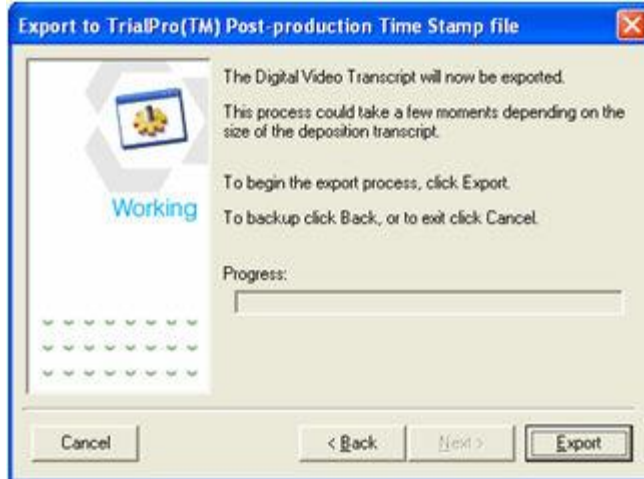 Export to TrialPro(TM) Post-production Time Stamp file
The Digital Video Transcript will now be exported.
This process could take a few moments depending on the
size of the deposition transcript.
To begin the export process, click Export.
Working
To backup click Back, or to exit click Cancel.
Progress:
Cancel
< Back
Next >
Export